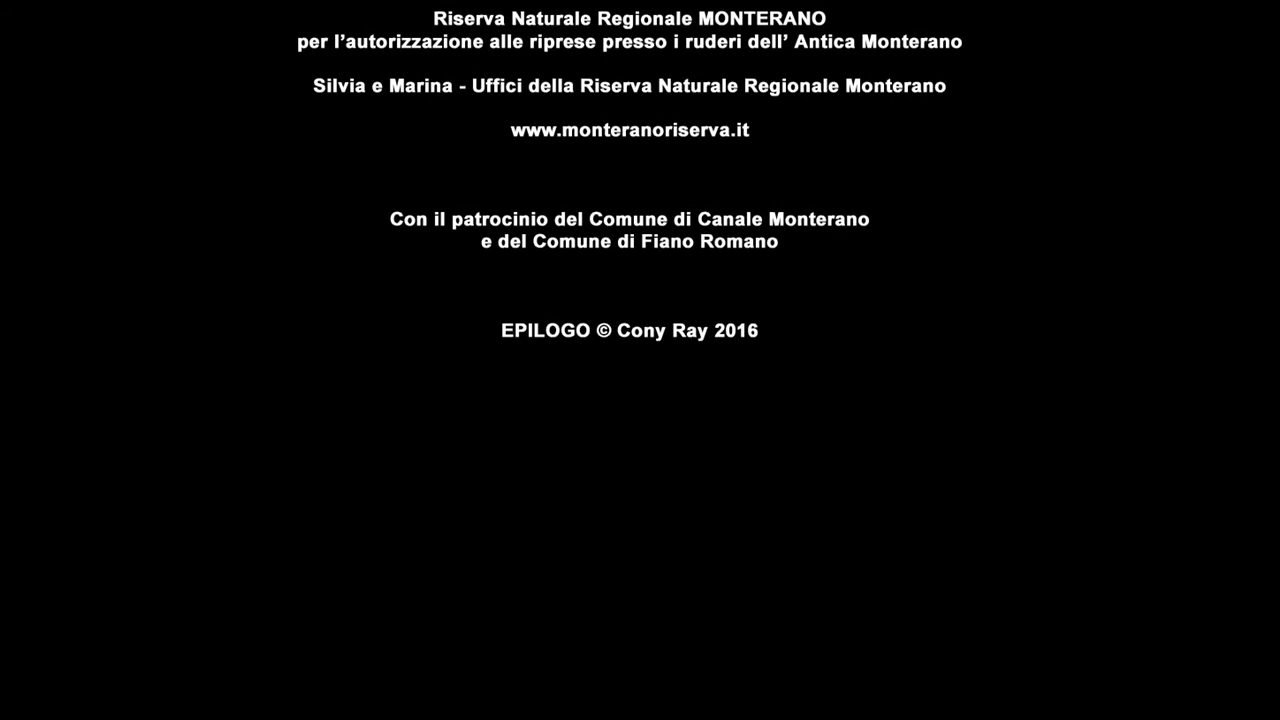 Riserva Naturale Regionale MONTERANO
per l’autorizzazione alle riprese presso i ruderi dell’ Antica Monterano
Silvia e Marina - Uffici della Riserva Naturale Regionale Monterano
www.monteranoriserva.it
Con il patrocinio del Comune di Canale Monterano
e del Comune di Fiano Romano
EPILOGO © Cony Ray 2016